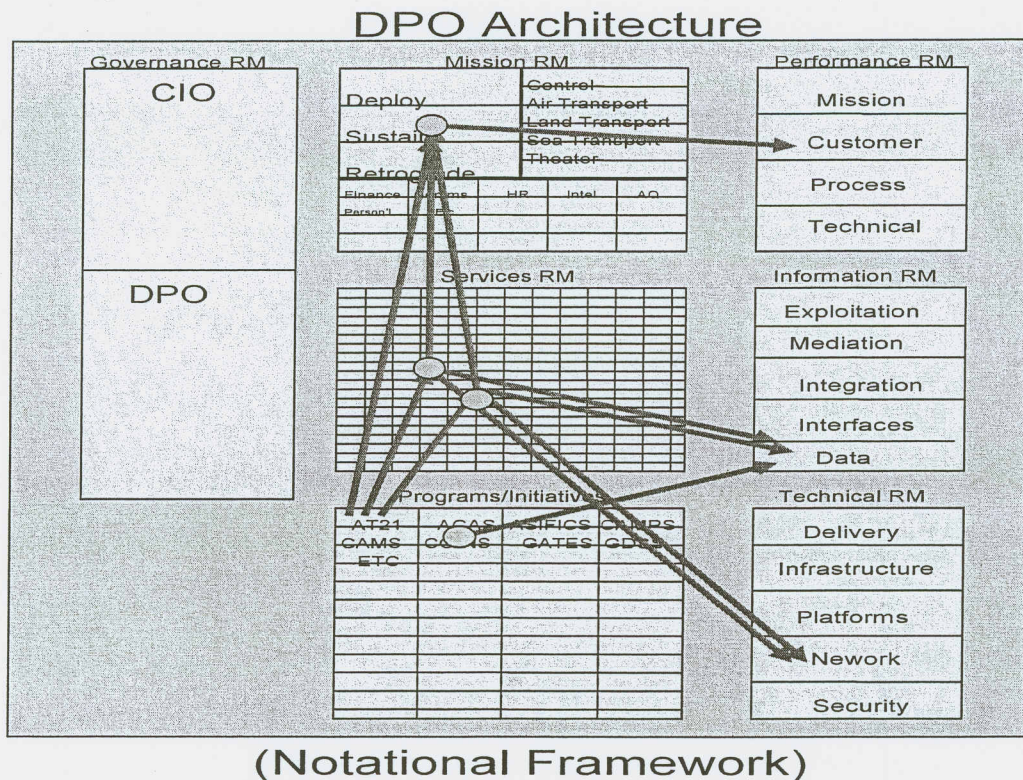 DPO Architecture
Governance RM
CIO
DPO
Mission RM
Deploy
Sustain
Retrograde
Control
Air Transport
Land Transport
Sea Transport
Theater
Finance HR Intel AQ
Person'l
Services RM
Programs/Initiatives
AT21 ACAS ASIFICS CAMPS
CAMS GATES
ETC
Performance RM
Mission
Customer
Process
Technical
Information RM
Exploitation
Mediation
Integration
Interfaces
Data
Technical RM
Delivery
Infrastructure
Platforms
Nework
Security
(Notational Framework)